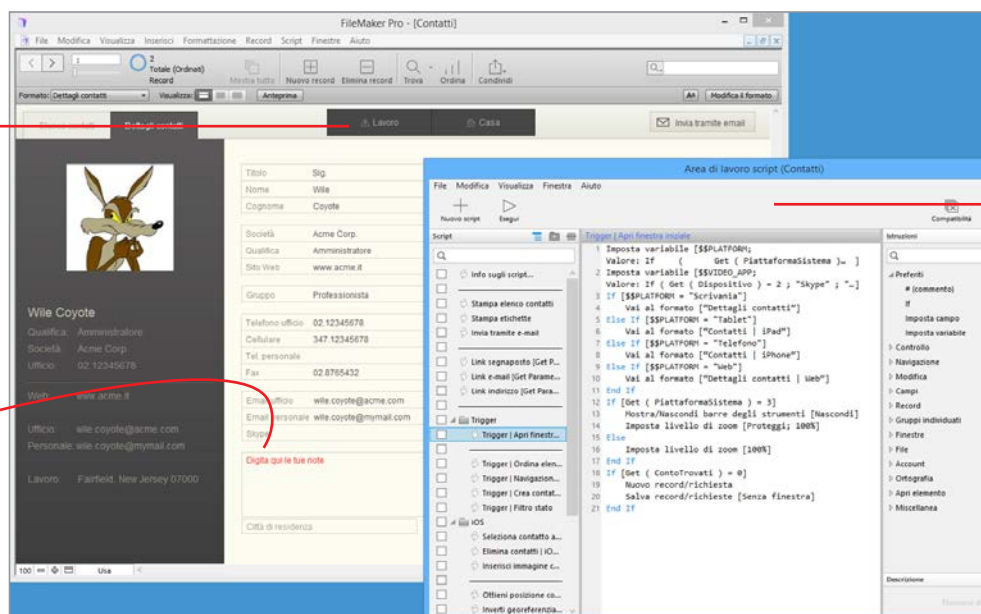 FileMaker Pro - [Contatti]
File Modifica Visualizza Inserisci Formattazione Record Script Finestre Aiuto
1
2
Totale (Ordinati)
Record
Mostra tutto Nuovo record Elimina record Trova Ordina Condividi
Formato: Dettagli contatti Visualizza: Anteprima Aa Modifica il formato
contatti Dettagli contatti Lavoro Casa Invia tramite email
Wile Coyote
Qualifica: Amministratore
Società Acme Corp.
Ufficio: 02.12345678
Web: www.acme.it
Ufficio: wile.coyote@acme.com
Personale: wile.coyote@mymail.com
Lavoro: Fairfield, New Jersey 07000
Titolo Sig.
Nome Wile
Cognome Coyote
Società Acme Corp.
Qualifica Amministratore
Sito Web www.acme.it
Gruppo Professionista
Telefono ufficio 02.12345678
Cellulare 347.12345678
Tel. personale
Fax 02.8765432
Email ufficio wile.coyote@acme.com
Email personale wile.coyote@mymail.com
Skype
Digita qui le tue note
Città di residenza
100 Usa
Area di lavoro script (Contatti)
File Modifica Visualizza Finestra Aiuto
Nuovo script Esegui Compatibilità
Script
Info sugli script...
Stampa elenco contatti
Stampa etichette
Invia tramite e-mail
Link segnaposto [Get P...
Link e-mail [Get Parame...
Link indirizzo [Get Para...
Trigger
Trigger | Apri finestr...
Trigger | Ordina elen...
Trigger | Navigazion...
Trigger | Crea contat...
Trigger | Filtro stato
iOS
Seleziona contatto a...
Elimina contatti | iO...
Inserisci immagine c...
Ottieni posizione co...
Inverti georeferenzia...
Trigger | Apri finestra iniziale
1 Imposta variabile [$$PLATFORM;
Valore: If ( Get ( PiattaformaSistema )… ]
2 Imposta variabile [$$VIDEO_APP;
Valore: If ( Get ( Dispositivo ) = 2 ; "Skype" ; "…]
3 If [$$PLATFORM = "Scrivania"]
4 Vai al formato ["Dettagli contatti"]
5 Else If [$$PLATFORM = "Tablet"]
6 Vai al formato ["Contatti | iPad"]
7 Else If [$$PLATFORM = "Telefono"]
8 Vai al formato ["Contatti | iPhone"]
9 Else If [$$PLATFORM = "Web"]
10 Vai al formato ["Dettagli contatti | Web"]
11 End If
12 If [Get ( PiattaformaSistema ) = 3]
13 Mostra/Nascondi barre degli strumenti [Nascondi]
14 Imposta livello di zoom [Proteggi; 100%]
15 Else
16 Imposta livello di zoom [100%]
17 End If
18 If [Get ( ContoTrovati ) = 0]
19 Nuovo record/richiesta
20 Salva record/richieste [Senza finestra]
21 End If
Istruzioni
Preferiti
# (commento)
If
Imposta campo
Imposta variabile
Controllo
Navigazione
Modifica
Campi
Record
Gruppi individuati
Finestre
File
Account
Ortografia
Apri elemento
Miscellanea
Descrizione